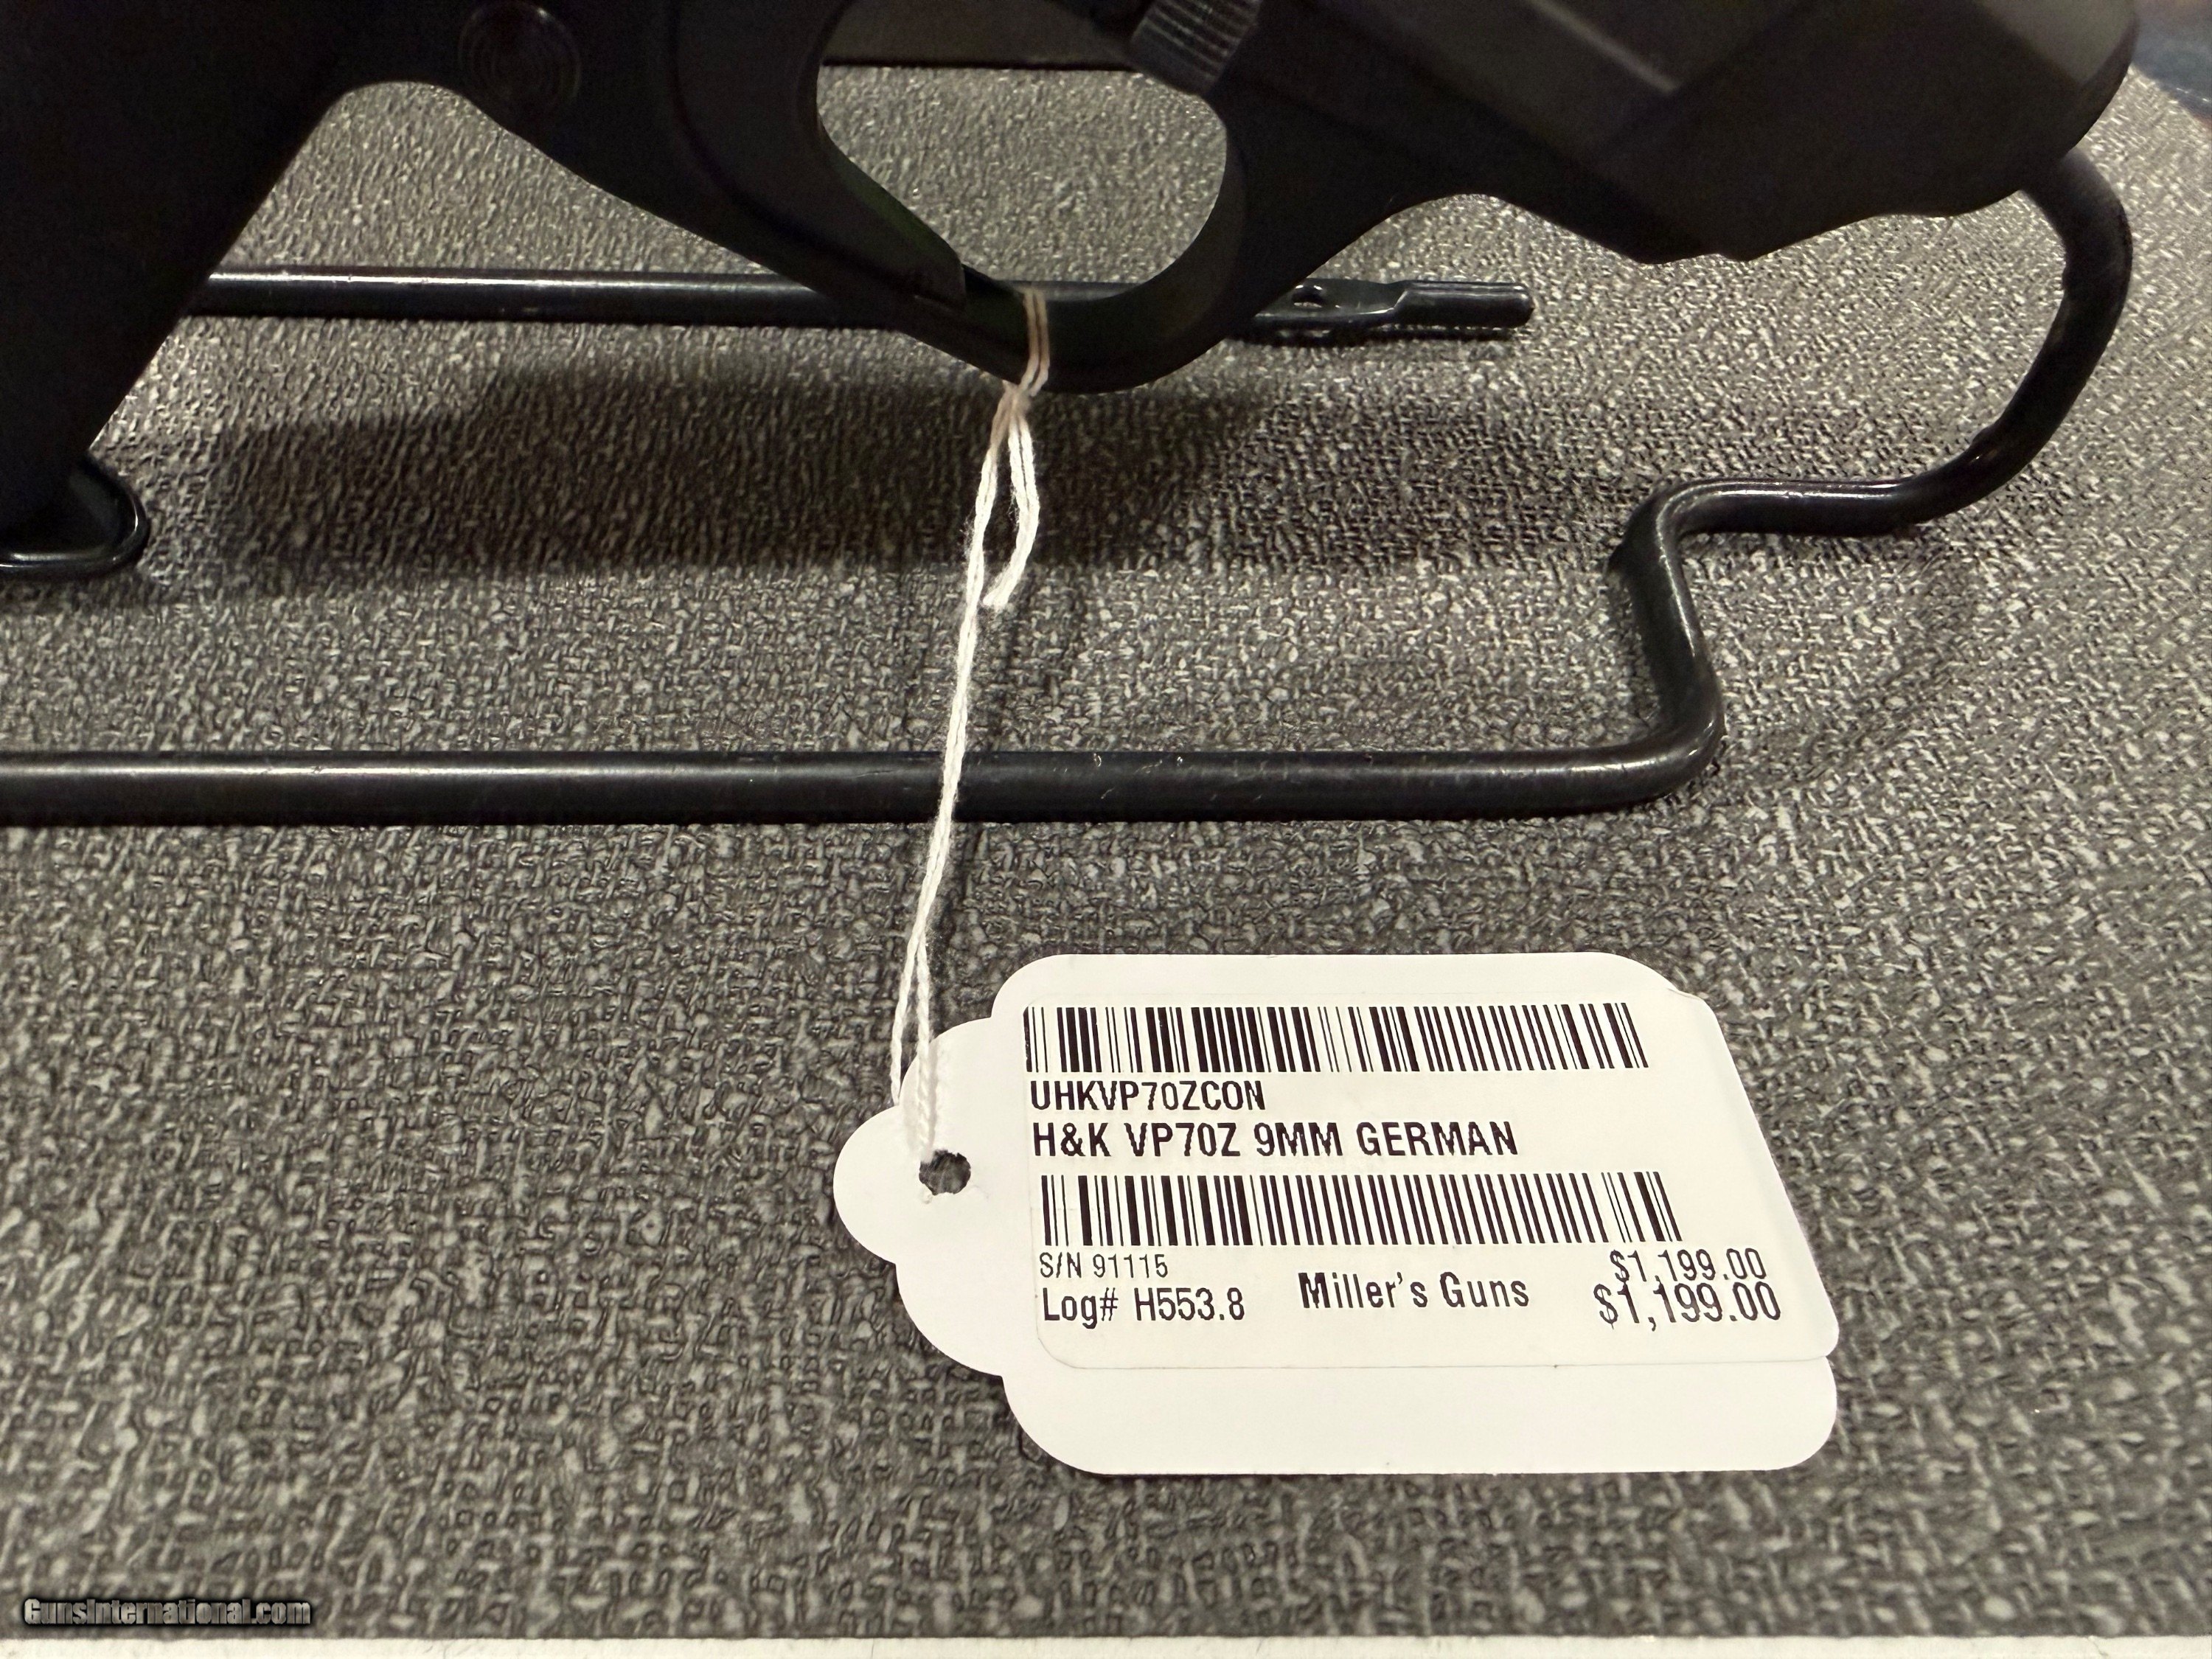 UHKVP70ZCON
H&K VP70Z 9MM GERMAN
S/N 91115
$1,199.00
Log# H553.8
Miller's Guns
$1,199.00
GunsInternational.com